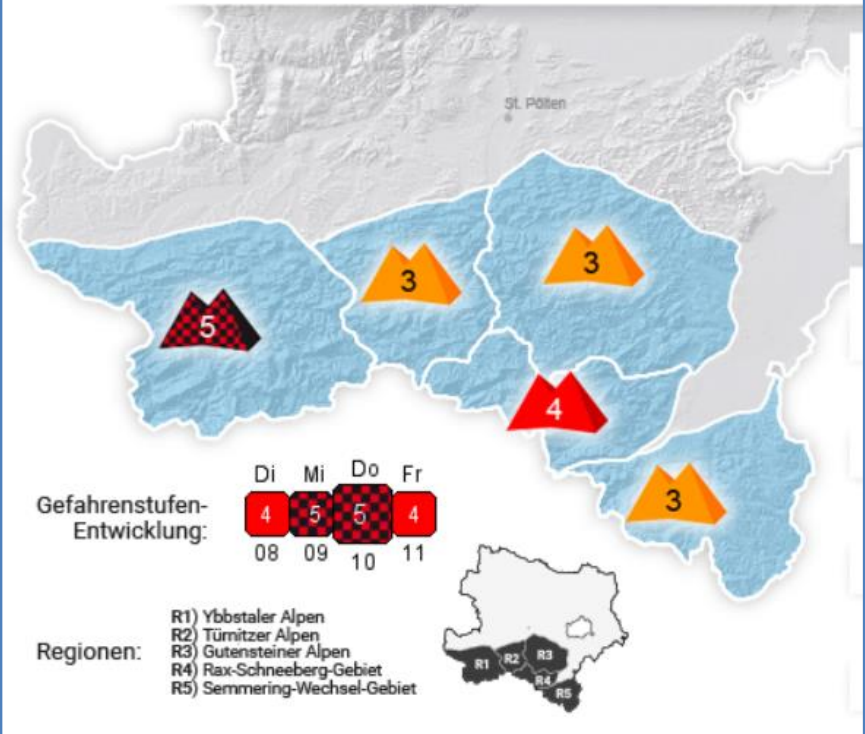 St. Pölten
3
3
5
4
3
Di Mi Do Fr
Gefahrenstufen-
Entwicklung:
4 5 5 4
08 09 10 11
Regionen:
R1) Ybbstaler Alpen
R2) Türnitzer Alpen
R3) Gutensteiner Alpen
R4) Rax-Schneeberg-Gebiet
R5) Semmering-Wechsel-Gebiet
R1 R2 R3
R4
R5